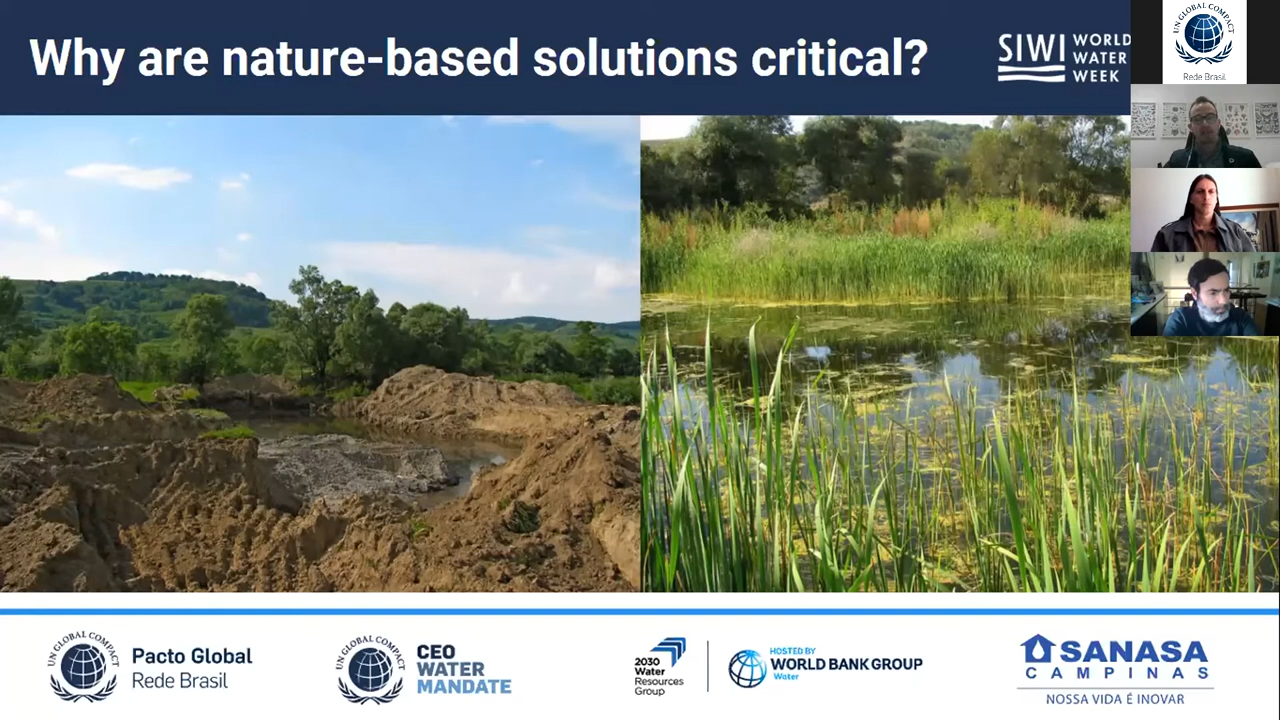 Why are nature-based solutions critical?
SIWI
WORLD
WATER
WEEK
UN GLOBAL COMPACT
Rede Brasil
UN GLOBAL COMPACT
Pacto Global
Rede Brasil
UN GLOBAL COMPACT
CEO
WATER
MANDATE
2030
Water
Resources
Group
HOSTED BY
WORLD BANK GROUP
Water
SANASA
CAMPINAS
NOSSA VIDA É INOVAR